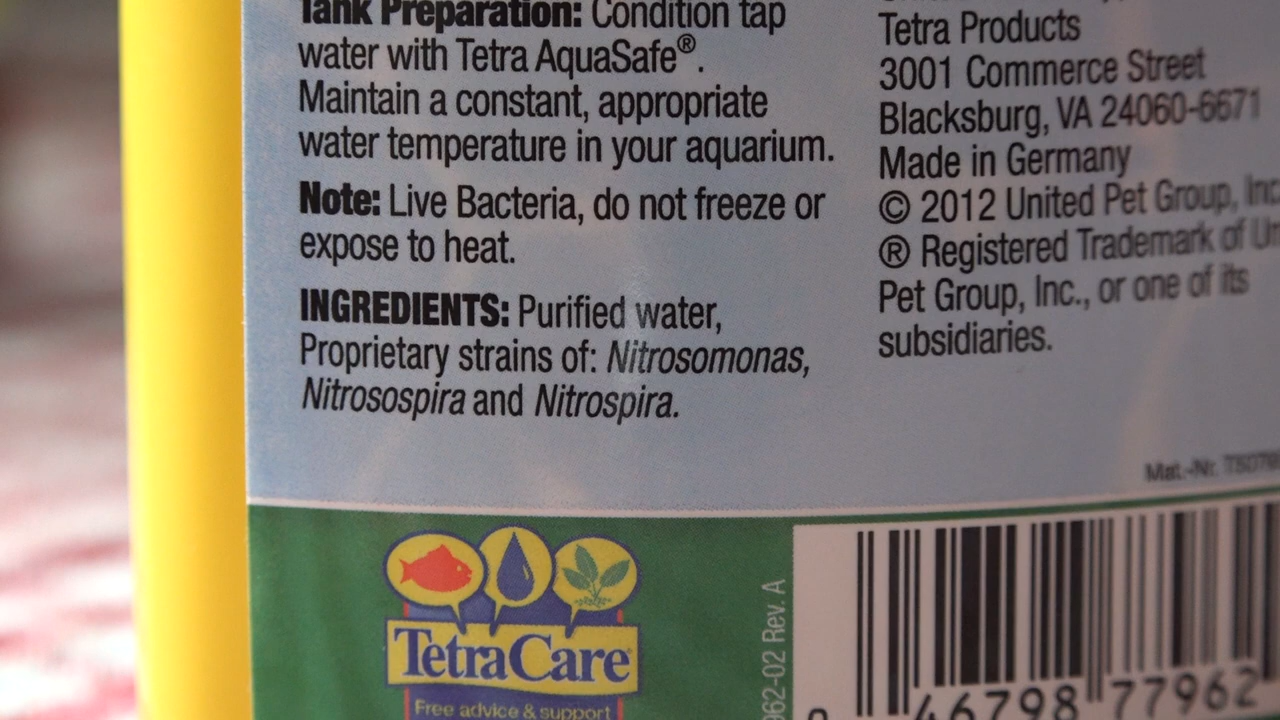 Tank Preparation: Condition tap
water with Tetra AquaSafe®.
Maintain a constant, appropriate
water temperature in your aquarium.
Note: Live Bacteria, do not freeze or
expose to heat.
INGREDIENTS: Purified water,
Proprietary strains of: Nitrosomonas,
Nitrosospira and Nitrospira.
Tetra Products
3001 Commerce Street
Blacksburg, VA 24060-6671
Made in Germany
© 2012 United Pet Group, Inc
® Registered Trademark of
Pet Group, Inc., or one of its
subsidiaries.
Mat.-Nr.
TetraCare
Free advice & support
962-02 Rev. A
46798 77962